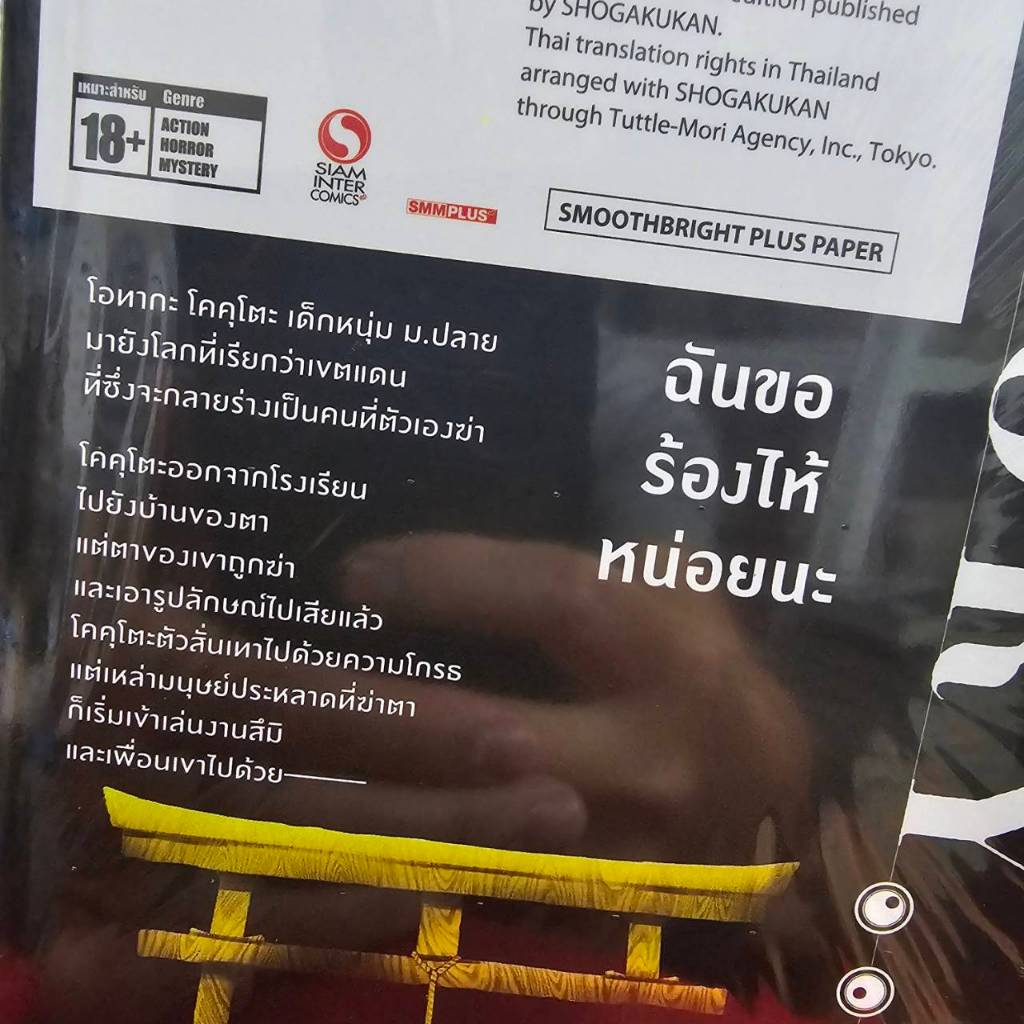 published
by SHOGAKUKAN.
Thai translation rights in Thailand
arranged with SHOGAKUKAN
through Tuttle-Mori Agency, Inc., Tokyo.
เหมาะสำหรับ Genre
18+ ACTION
HORROR
MYSTERY
SIAM
INTER
COMICS
SMMPLUS
SMOOTHBRIGHT PLUS PAPER
โอทากะ โคคุโตะ เด็กหนุ่ม ม.ปลาย
มายังโลกที่เรียกว่าเขตแดน
ที่ซึ่งจะกลายร่างเป็นคนที่ตัวเองฆ่า
โคคุโตะออกจากโรงเรียน
ไปยังบ้านของตา
แต่ตาของเขาถูกฆ่า
และเอารูปลักษณ์ไปเสียแล้ว
โคคุโตะตัวสั่นเทาไปด้วยความโกรธ
แต่เหล่ามนุษย์ประหลาดที่ฆ่าตา
ก็เริ่มเข้าเล่นงานสึมิ
และเพื่อนเขาไปด้วย———
ฉันขอ
ร้องไห้
หน่อยนะ